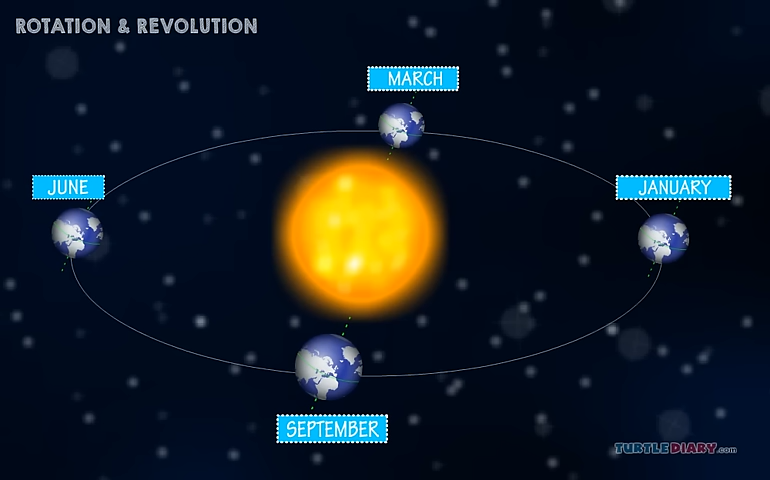 ROTATION & REVOLUTION
MARCH
JUNE
JANUARY
SEPTEMBER
TURTLEDIARY.com